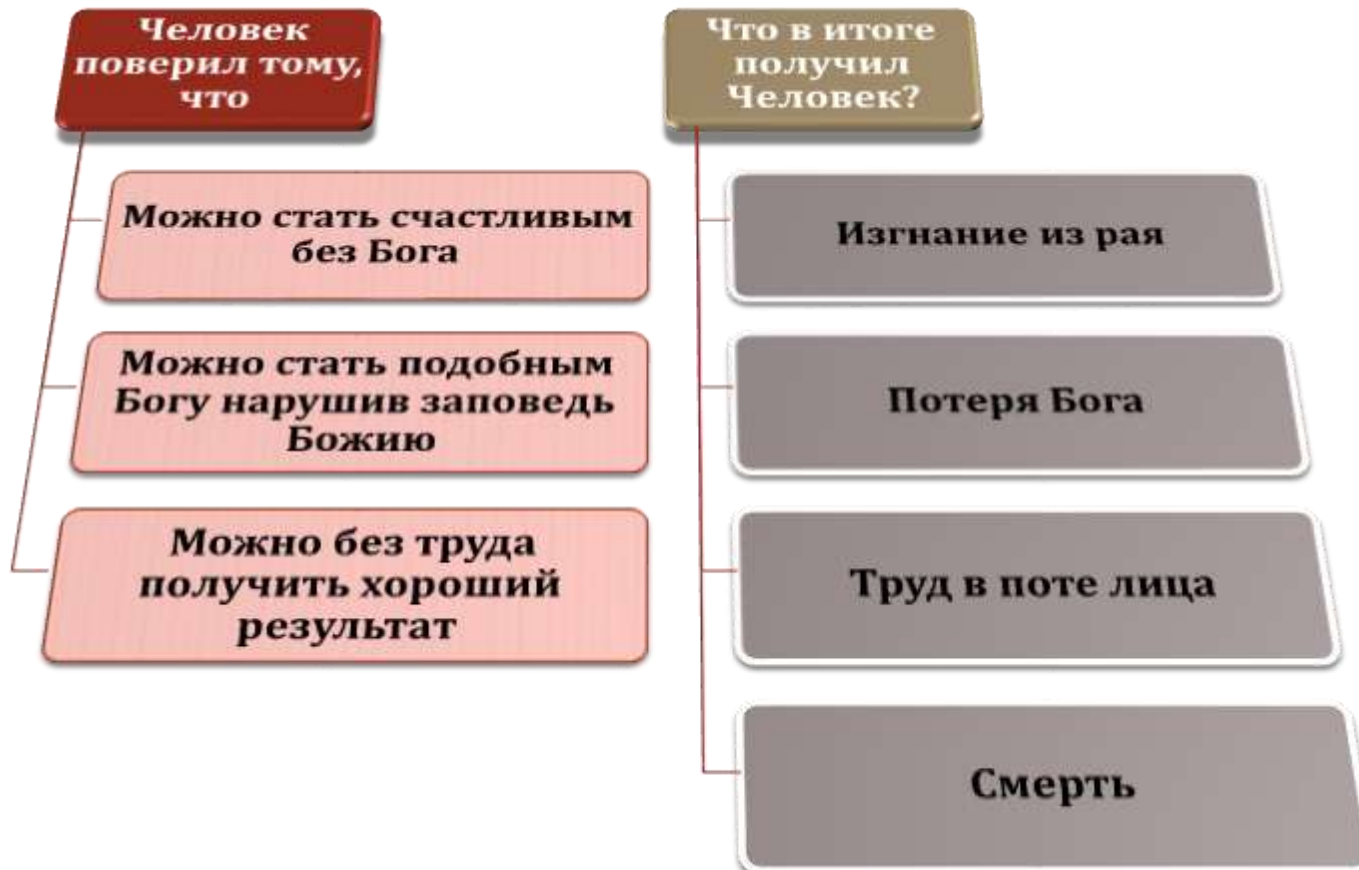 Человек
поверил тому,
что
Можно стать счастливым
без Бога
Можно стать подобным
Богу нарушив заповедь
Божию
Можно без труда
получить хороший
результат
Что в итоге
получил
Человек?
Изгнание из рая
Потеря Бога
Труд в поте лица
Смерть